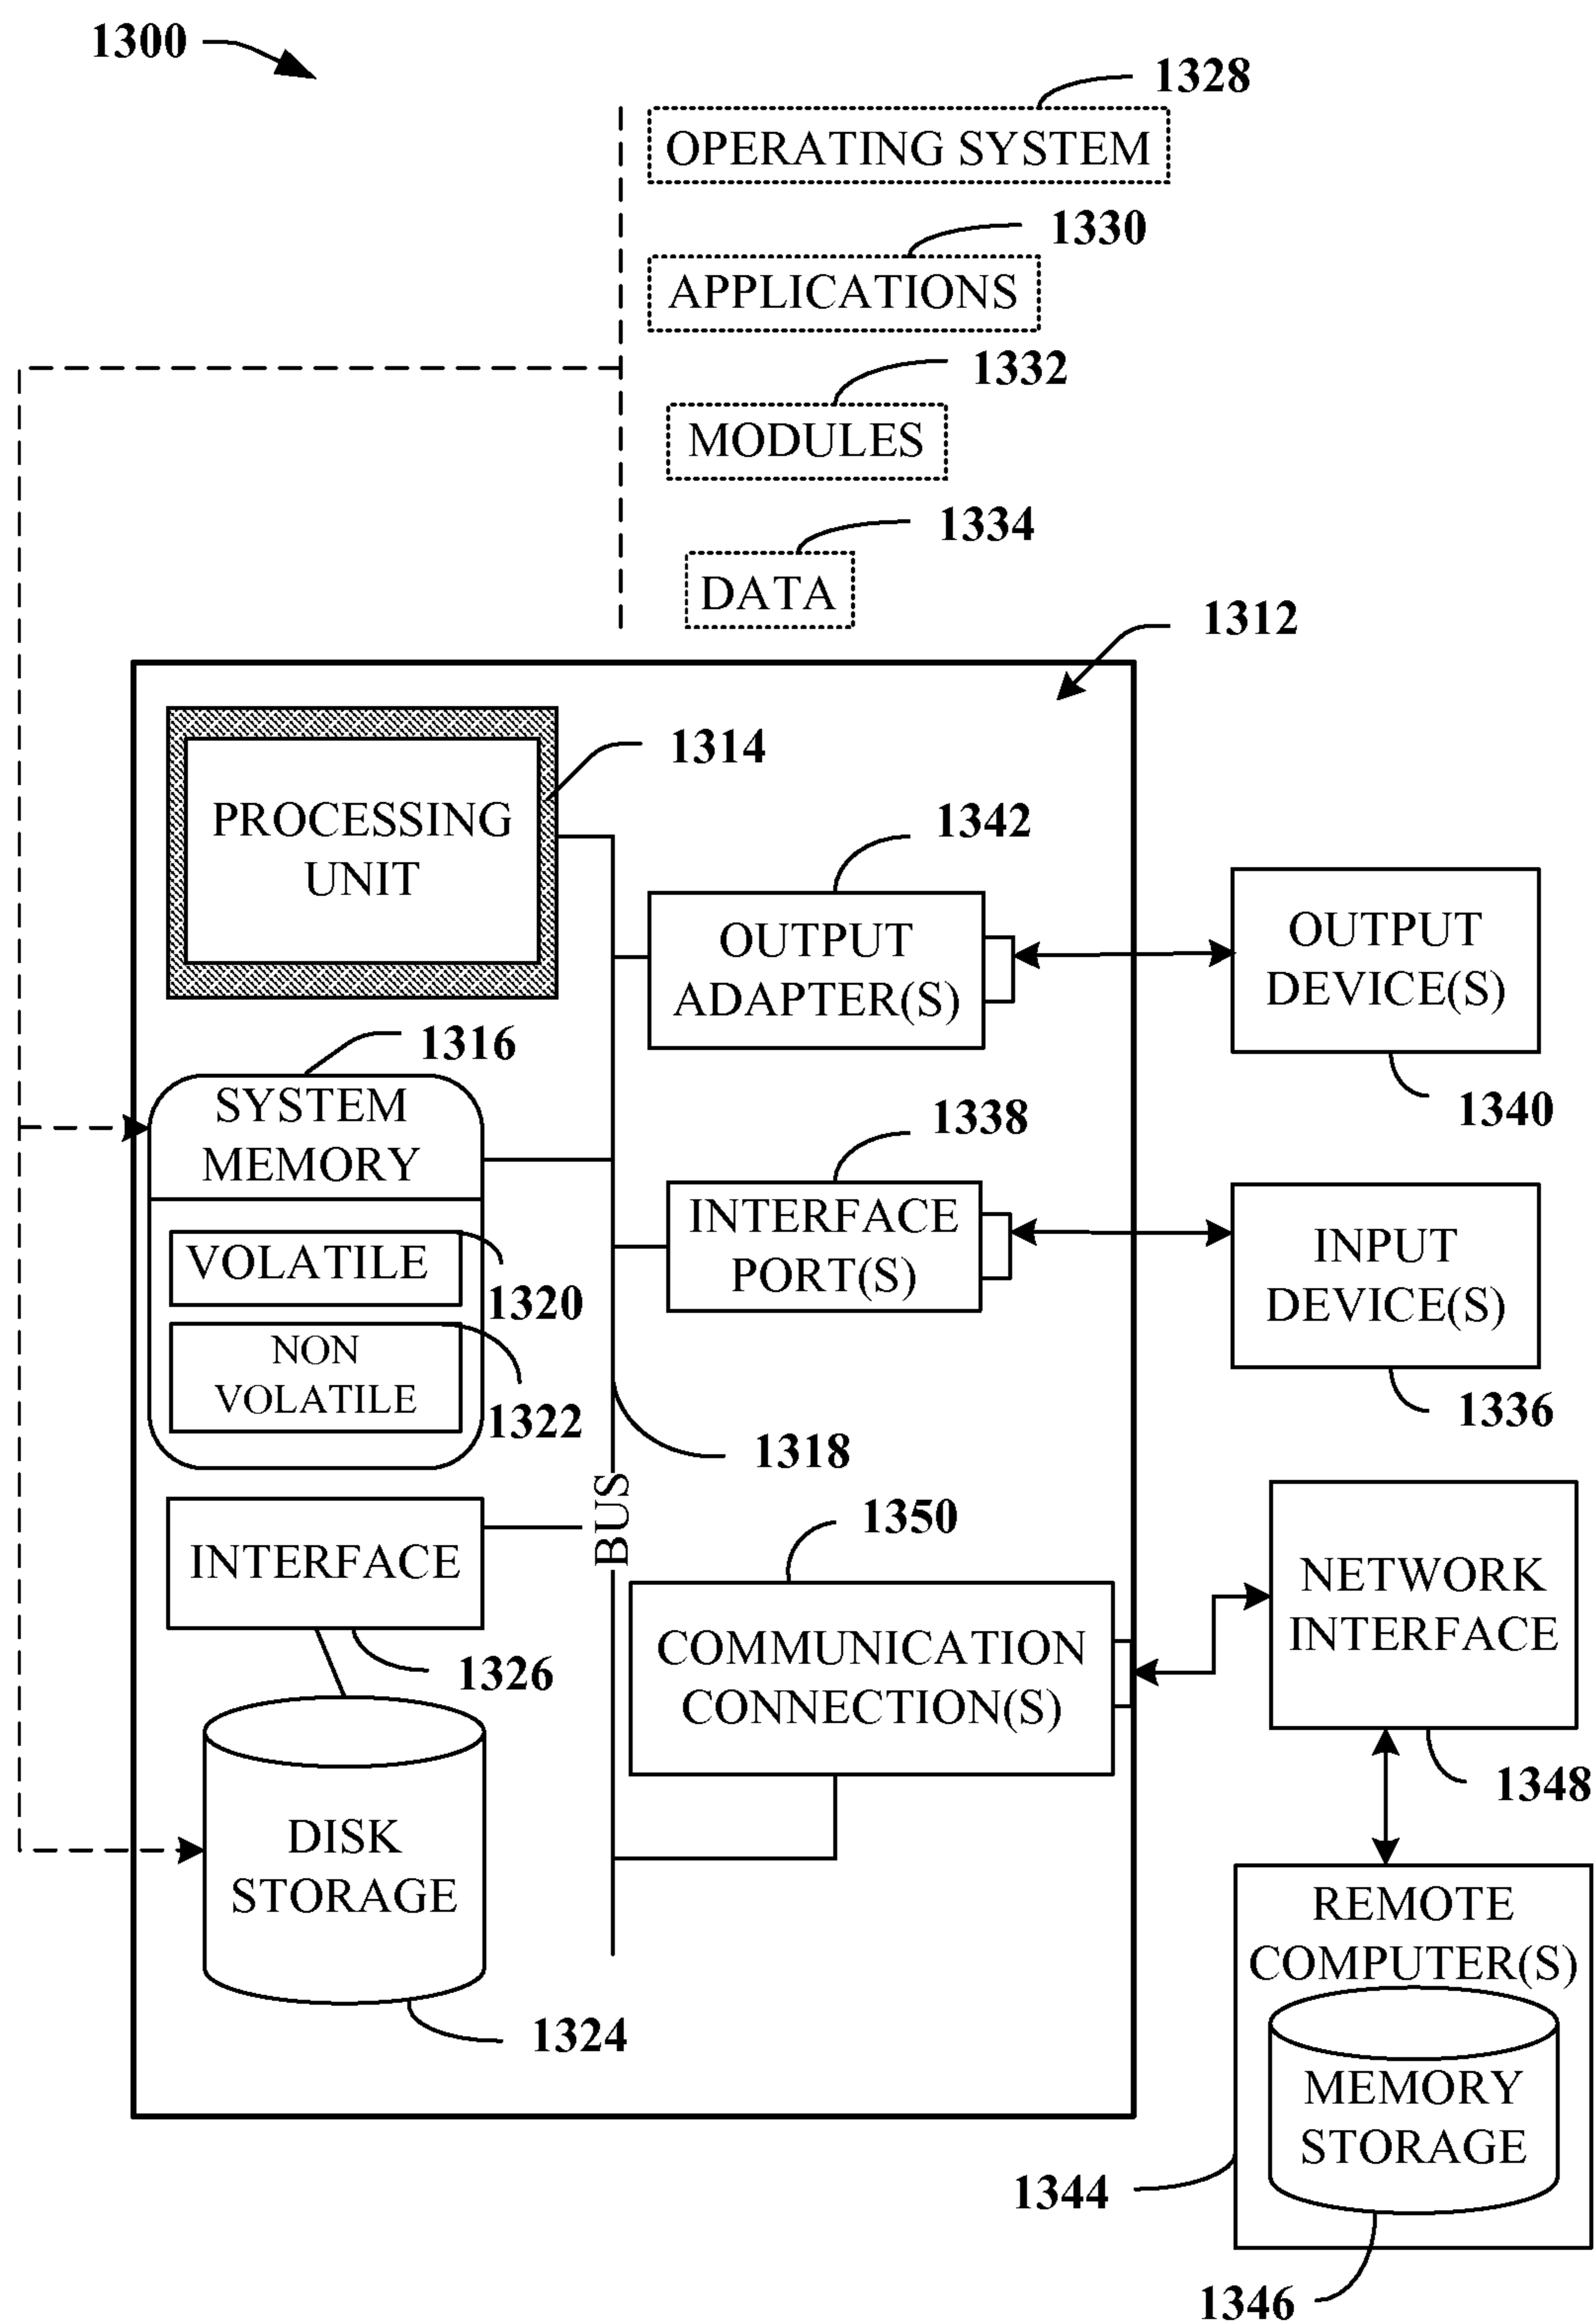 1300
1328
OPERATING SYSTEM
1330
APPLICATIONS
1332
MODULES
1334
DATA
1312
PROCESSING
UNIT
1314
1342
OUTPUT
ADAPTER(S)
OUTPUT
DEVICE(S)
1340
1316
SYSTEM
MEMORY
VOLATILE
1320
NON
VOLATILE
1322
1338
INTERFACE
PORT(S)
INPUT
DEVICE(S)
1336
1318
BUS
INTERFACE
1326
1350
COMMUNICATION
CONNECTION(S)
NETWORK
INTERFACE
1348
DISK
STORAGE
1324
REMOTE
COMPUTER(S)
MEMORY
STORAGE
1344
1346